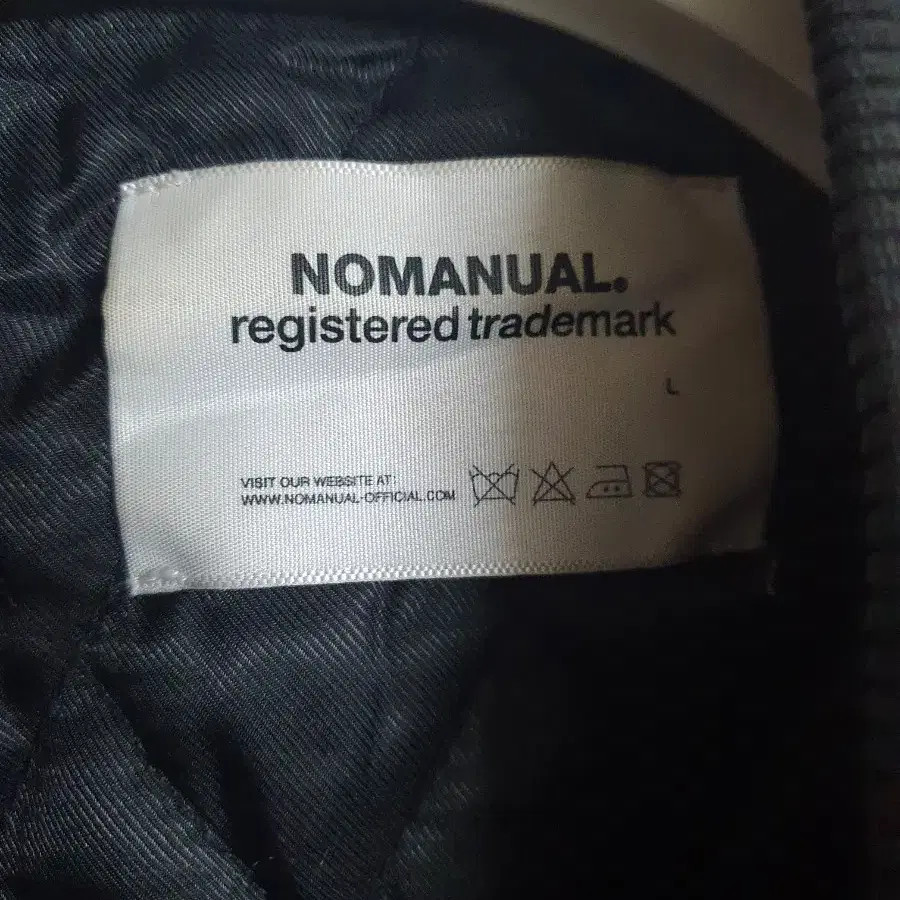 NOMANUAL.
registered trademark
L
VISIT OUR WEBSITE AT:
WWW.NOMANUAL-OFFICIAL.COM